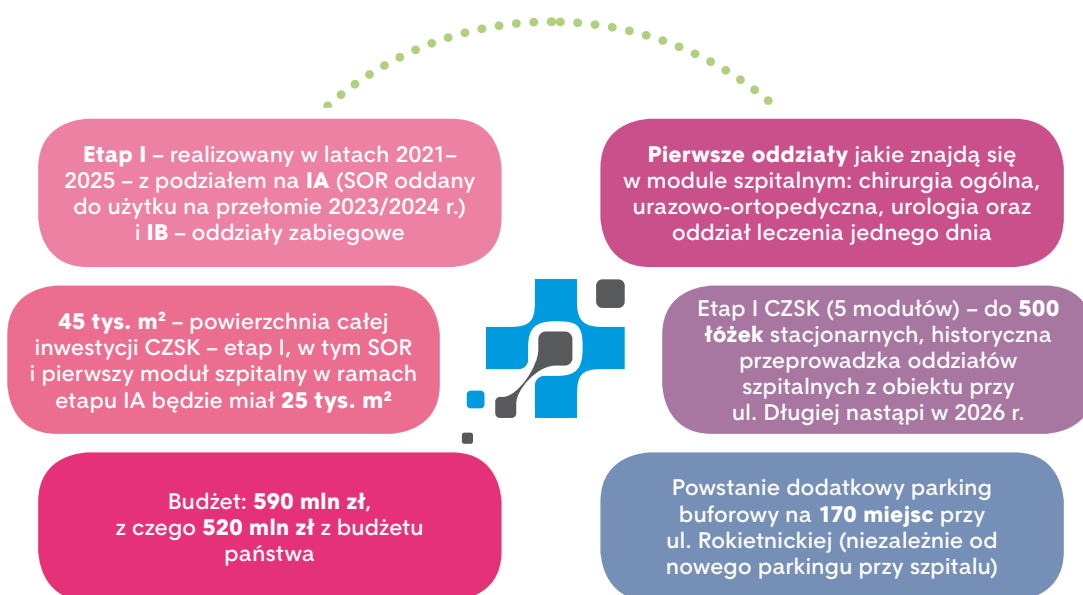 Etap I – realizowany w latach 2021–
2025 – z podziałem na IA (SOR oddany
do użytku na przełomie 2023/2024 r.)
i IB – oddziały zabiegowe
45 tys. m² – powierzchnia całej
inwestycji CZSK – etap I, w tym SOR
i pierwszy moduł szpitalny w ramach
etapu IA będzie miał 25 tys. m²
Budżet: 590 mln zł,
z czego 520 mln zł z budżetu
państwa
Pierwsze oddziały jakie znajdą się
w module szpitalnym: chirurgia ogólna,
urazowo-ortopedyczna, urologia oraz
oddział leczenia jednego dnia
Etap I CZSK (5 modułów) – do 500
łóżek stacjonarnych, historyczna
przeprowadzka oddziałów
szpitalnych z obiektu przy
ul. Długiej nastąpi w 2026 r.
Powstanie dodatkowy parking
buforowy na 170 miejsc przy
ul. Rokietnickiej (niezależnie od
nowego parkingu przy szpitalu)